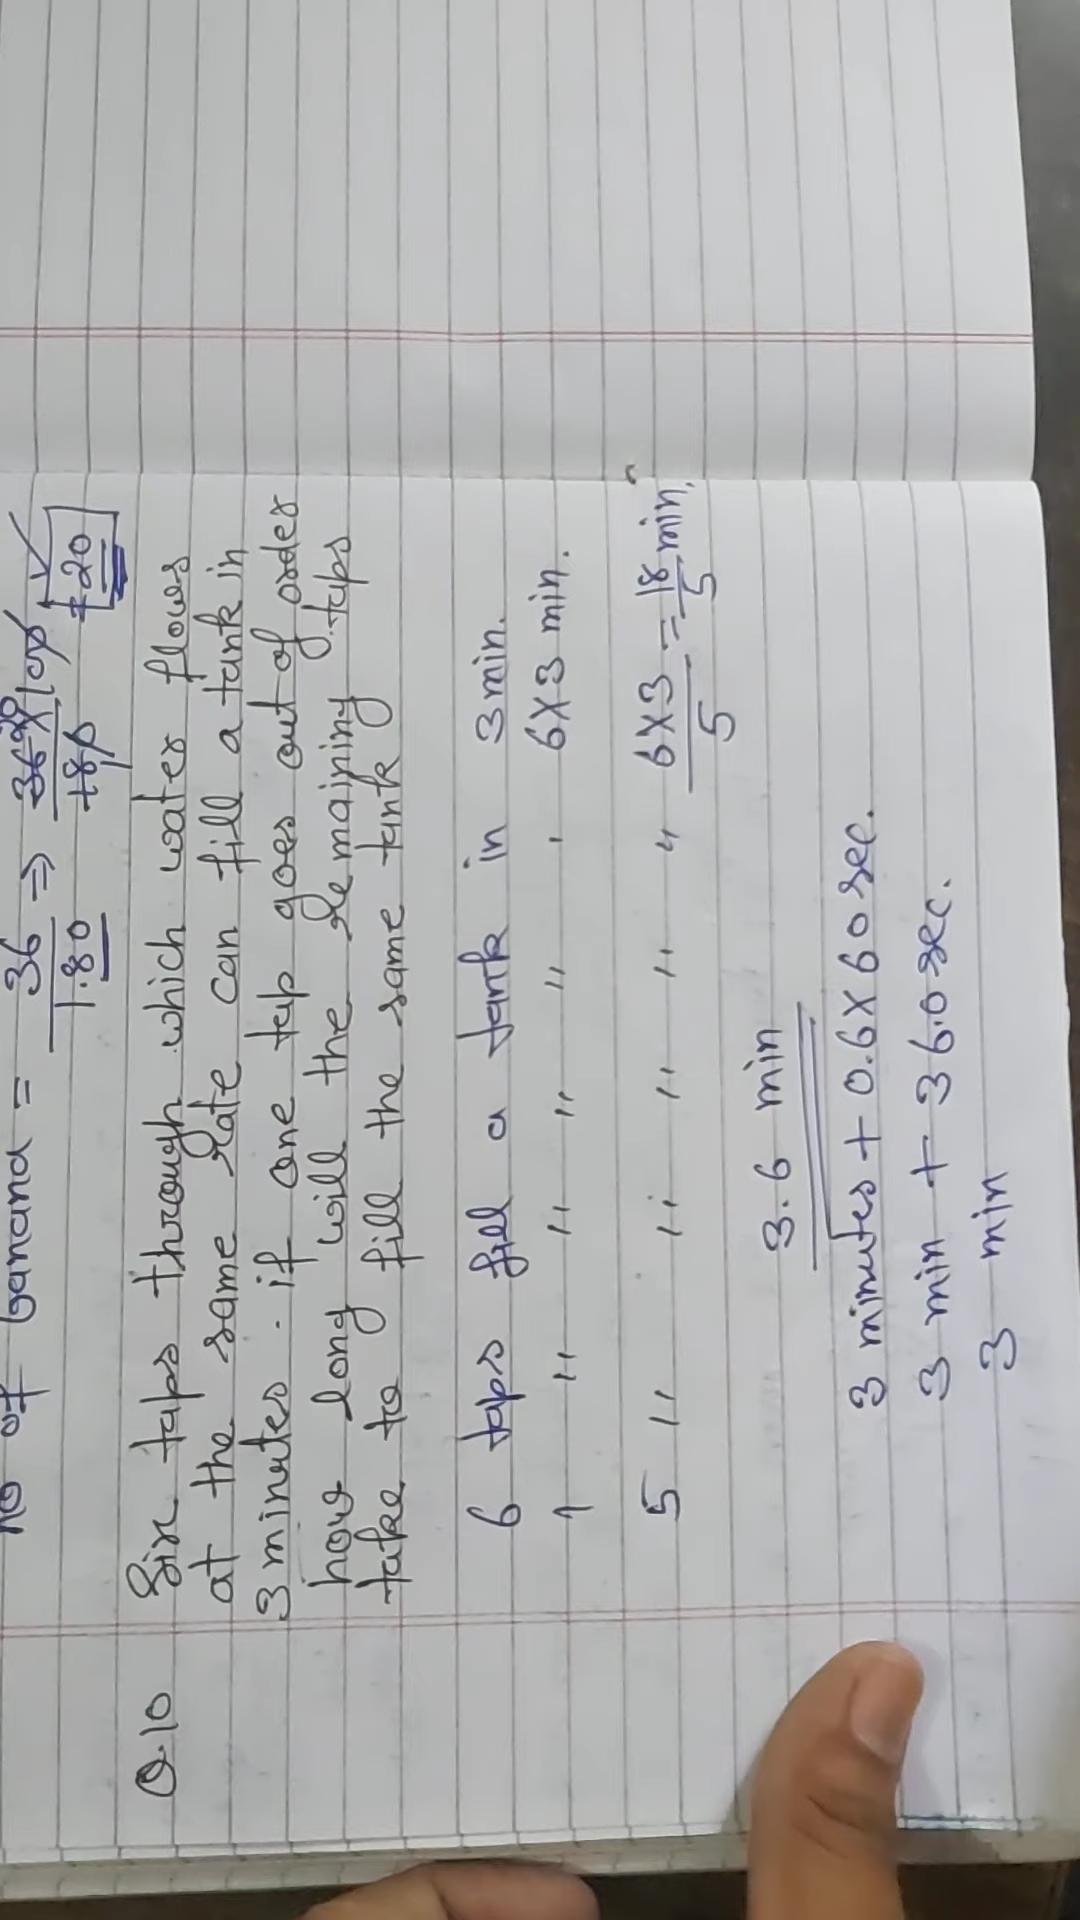 No of banana = 36/1.80 => 36 20 x 100/180 = 20
Q.10 Six taps through which water flows
at the same rate can fill a tank in
3 minutes. if one tap goes out of order
how long will the remaining taps
take to fill the same tank
6 taps fill a tank in 3 min.
1 " " " " " , 6×3 min.
5 " " " " " " 6×3/5 = 18/5 min.
3.6 min
3 minutes + 0.6×60 sec.
3 min + 36.0 sec.
3 min